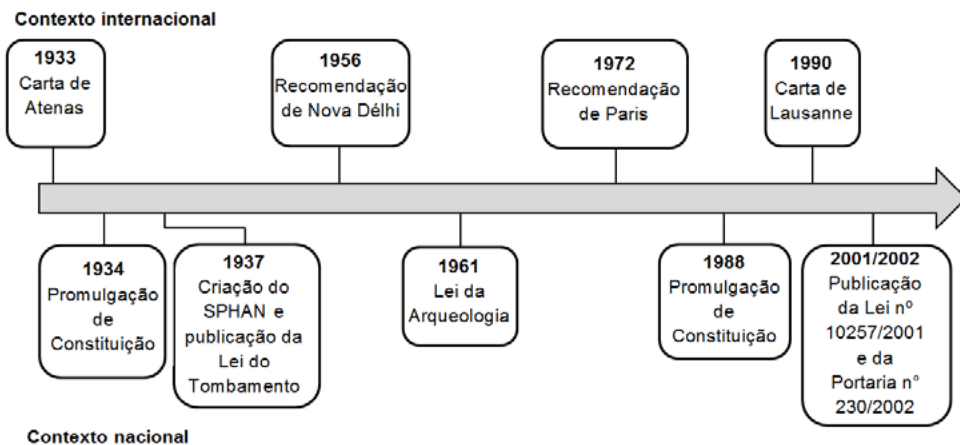 Contexto internacional
1933
Carta de
Atenas
1956
Recomendação
de Nova Délhi
1972
Recomendação
de Paris
1990
Carta de
Lausanne
1934
Promulgação
de
Constituição
1937
Criação do
SPHAN e
publicação da
Lei do
Tombamento
1961
Lei da
Arqueologia
1988
Promulgação
de
Constituição
2001/2002
Publicação
da Lei nº
10257/2001
e da
Portaria n°
230/2002
Contexto nacional